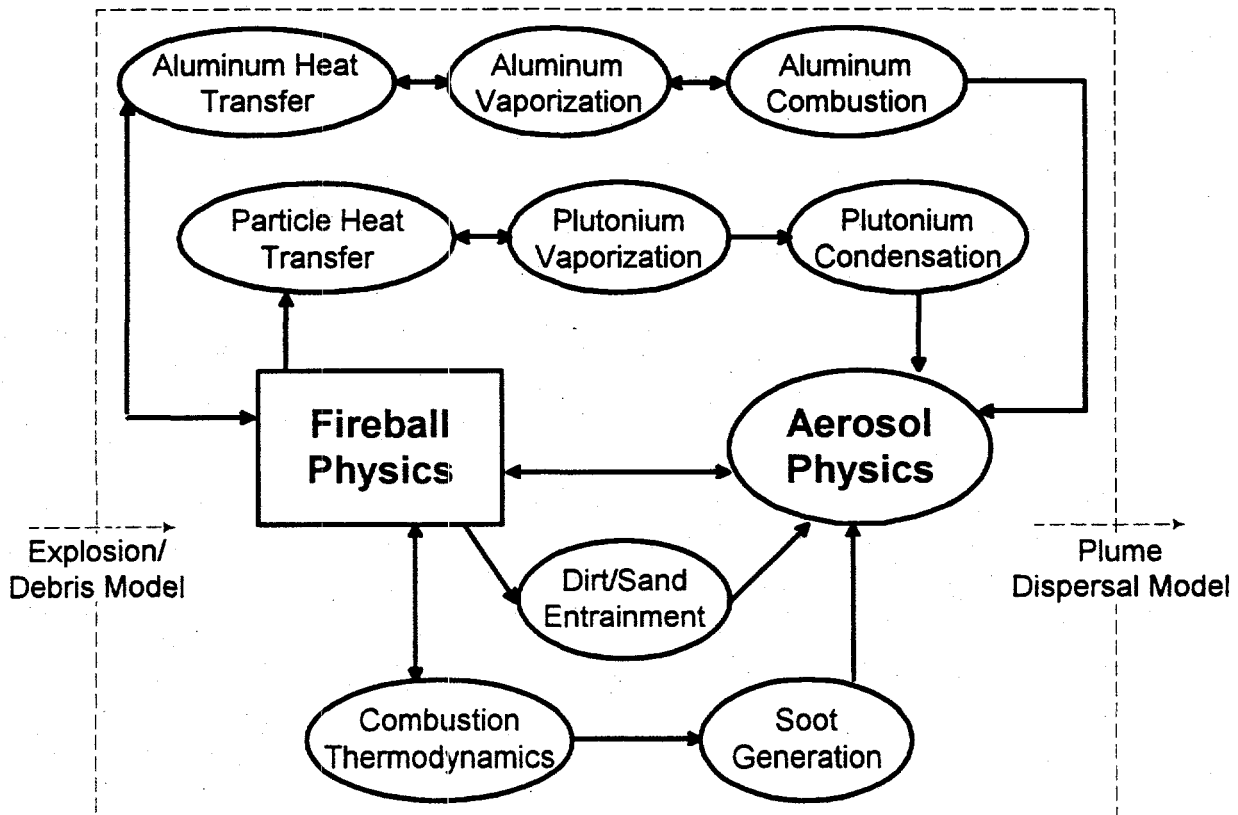 Aluminum Heat
Transfer
Aluminum
Vaporization
Aluminum
Combustion
Particle Heat
Transfer
Plutonium
Vaporization
Plutonium
Condensation
Fireball
Physics
Aerosol
Physics
Explosion/
Debris Model
Dirt/Sand
Entrainment
Plume
Dispersal Model
Combustion
Thermodynamics
Soot
Generation